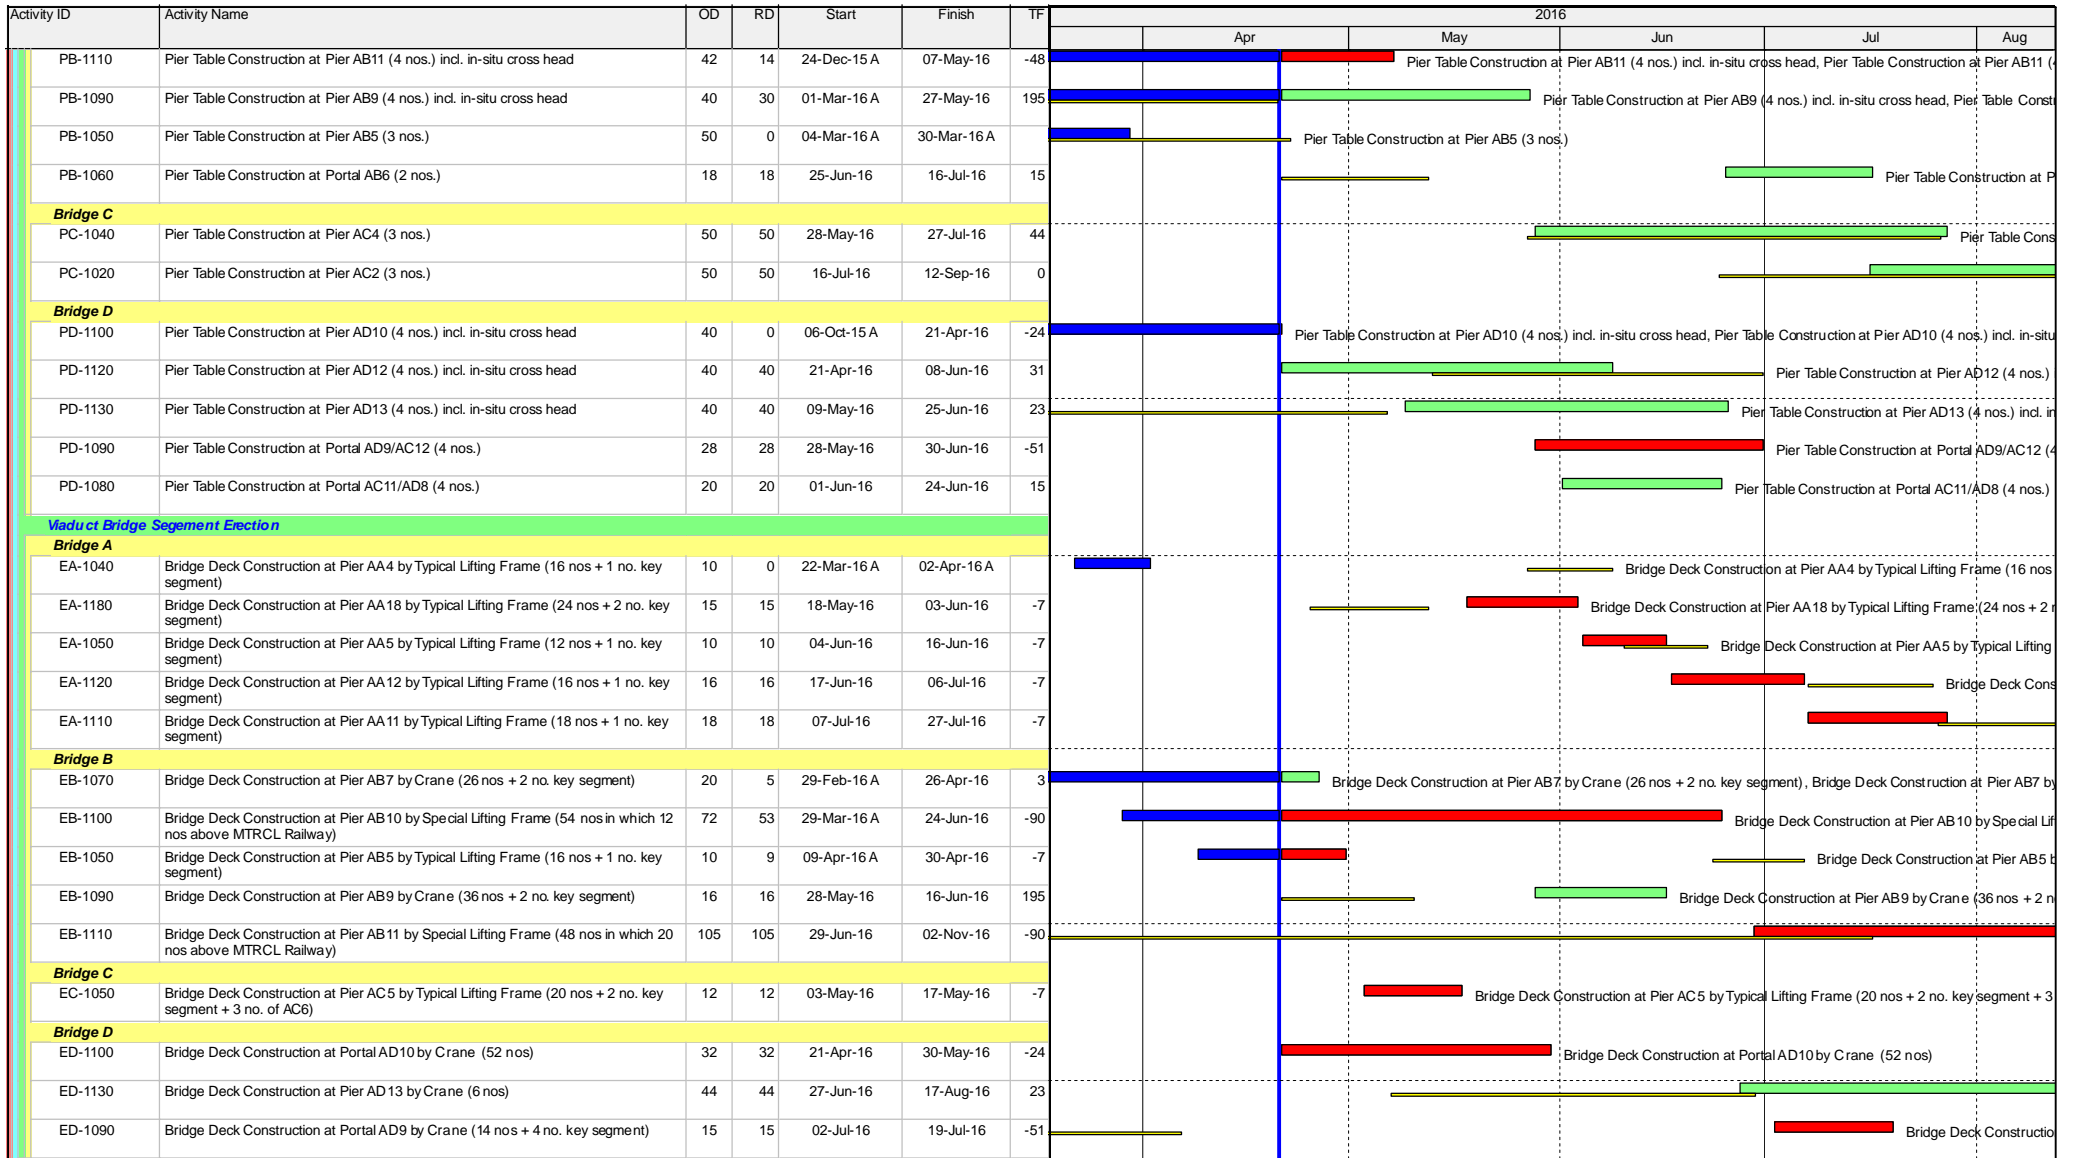 Activity ID Activity Name OD RD Start Finish TF 2016
Apr May Jun Jul Aug
PB-1110 Pier Table Construction at Pier AB11 (4 nos.) incl. in-situ cross head 42 14 24-Dec-15 A 07-May-16 -48 Pier Table Construction at Pier AB11 (4 nos.) incl. in-situ cross head, Pier Table Construction at Pier AB11 (
PB-1090 Pier Table Construction at Pier AB9 (4 nos.) incl. in-situ cross head 40 30 01-Mar-16 A 27-May-16 195 Pier Table Construction at Pier AB9 (4 nos.) incl. in-situ cross head, Pier Table Const
PB-1050 Pier Table Construction at Pier AB5 (3 nos.) 50 0 04-Mar-16 A 30-Mar-16 A Pier Table Construction at Pier AB5 (3 nos.)
PB-1060 Pier Table Construction at Portal AB6 (2 nos.) 18 18 25-Jun-16 16-Jul-16 15 Pier Table Construction at P
Bridge C
PC-1040 Pier Table Construction at Pier AC4 (3 nos.) 50 50 28-May-16 27-Jul-16 44 Pier Table Cons
PC-1020 Pier Table Construction at Pier AC2 (3 nos.) 50 50 16-Jul-16 12-Sep-16 0
Bridge D
PD-1100 Pier Table Construction at Pier AD10 (4 nos.) incl. in-situ cross head 40 0 06-Oct-15 A 21-Apr-16 -24 Pier Table Construction at Pier AD10 (4 nos.) incl. in-situ cross head, Pier Table Construction at Pier AD10 (4 nos.) incl. in-situ
PD-1120 Pier Table Construction at Pier AD12 (4 nos.) incl. in-situ cross head 40 40 21-Apr-16 08-Jun-16 31 Pier Table Construction at Pier AD12 (4 nos.)
PD-1130 Pier Table Construction at Pier AD13 (4 nos.) incl. in-situ cross head 40 40 09-May-16 25-Jun-16 23 Pier Table Construction at Pier AD13 (4 nos.) incl. in
PD-1090 Pier Table Construction at Portal AD9/AC12 (4 nos.) 28 28 28-May-16 30-Jun-16 -51 Pier Table Construction at Portal AD9/AC12 (4
PD-1080 Pier Table Construction at Portal AC11/AD8 (4 nos.) 20 20 01-Jun-16 24-Jun-16 15 Pier Table Construction at Portal AC11/AD8 (4 nos.)
Viaduct Bridge Segement Erection
Bridge A
EA-1040 Bridge Deck Construction at Pier AA4 by Typical Lifting Frame (16 nos + 1 no. key 10 0 22-Mar-16 A 02-Apr-16 A Bridge Deck Construction at Pier AA4 by Typical Lifting Frame (16 nos
segment)
EA-1180 Bridge Deck Construction at Pier AA18 by Typical Lifting Frame (24 nos + 2 no. key 15 15 18-May-16 03-Jun-16 -7 Bridge Deck Construction at Pier AA18 by Typical Lifting Frame (24 nos + 2 n
segment)
EA-1050 Bridge Deck Construction at Pier AA5 by Typical Lifting Frame (12 nos + 1 no. key 10 10 04-Jun-16 16-Jun-16 -7 Bridge Deck Construction at Pier AA5 by Typical Lifting
segment)
EA-1120 Bridge Deck Construction at Pier AA12 by Typical Lifting Frame (16 nos + 1 no. key 16 16 17-Jun-16 06-Jul-16 -7 Bridge Deck Cons
segment)
EA-1110 Bridge Deck Construction at Pier AA11 by Typical Lifting Frame (18 nos + 1 no. key 18 18 07-Jul-16 27-Jul-16 -7
segment)
Bridge B
EB-1070 Bridge Deck Construction at Pier AB7 by Crane (26 nos + 2 no. key segment) 20 5 29-Feb-16 A 26-Apr-16 3 Bridge Deck Construction at Pier AB7 by Crane (26 nos + 2 no. key segment), Bridge Deck Construction at Pier AB7 by
EB-1100 Bridge Deck Construction at Pier AB10 by Special Lifting Frame (54 nos in which 12 72 53 29-Mar-16 A 24-Jun-16 -90 Bridge Deck Construction at Pier AB10 by Special Lif
nos above MTRCL Railway)
EB-1050 Bridge Deck Construction at Pier AB5 by Typical Lifting Frame (16 nos + 1 no. key 10 9 09-Apr-16 A 30-Apr-16 -7 Bridge Deck Construction at Pier AB5 b
segment)
EB-1090 Bridge Deck Construction at Pier AB9 by Crane (36 nos + 2 no. key segment) 16 16 28-May-16 16-Jun-16 195 Bridge Deck Construction at Pier AB9 by Crane (36 nos + 2 n
EB-1110 Bridge Deck Construction at Pier AB11 by Special Lifting Frame (48 nos in which 20 105 105 29-Jun-16 02-Nov-16 -90
nos above MTRCL Railway)
Bridge C
EC-1050 Bridge Deck Construction at Pier AC5 by Typical Lifting Frame (20 nos + 2 no. key 12 12 03-May-16 17-May-16 -7 Bridge Deck Construction at Pier AC5 by Typical Lifting Frame (20 nos + 2 no. key segment + 3
segment + 3 no. of AC6)
Bridge D
ED-1100 Bridge Deck Construction at Portal AD10 by Crane (52 nos) 32 32 21-Apr-16 30-May-16 -24 Bridge Deck Construction at Portal AD10 by Crane (52 nos)
ED-1130 Bridge Deck Construction at Pier AD13 by Crane (6 nos) 44 44 27-Jun-16 17-Aug-16 23
ED-1090 Bridge Deck Construction at Portal AD9 by Crane (14 nos + 4 no. key segment) 15 15 02-Jul-16 19-Jul-16 -51 Bridge Deck Constructio